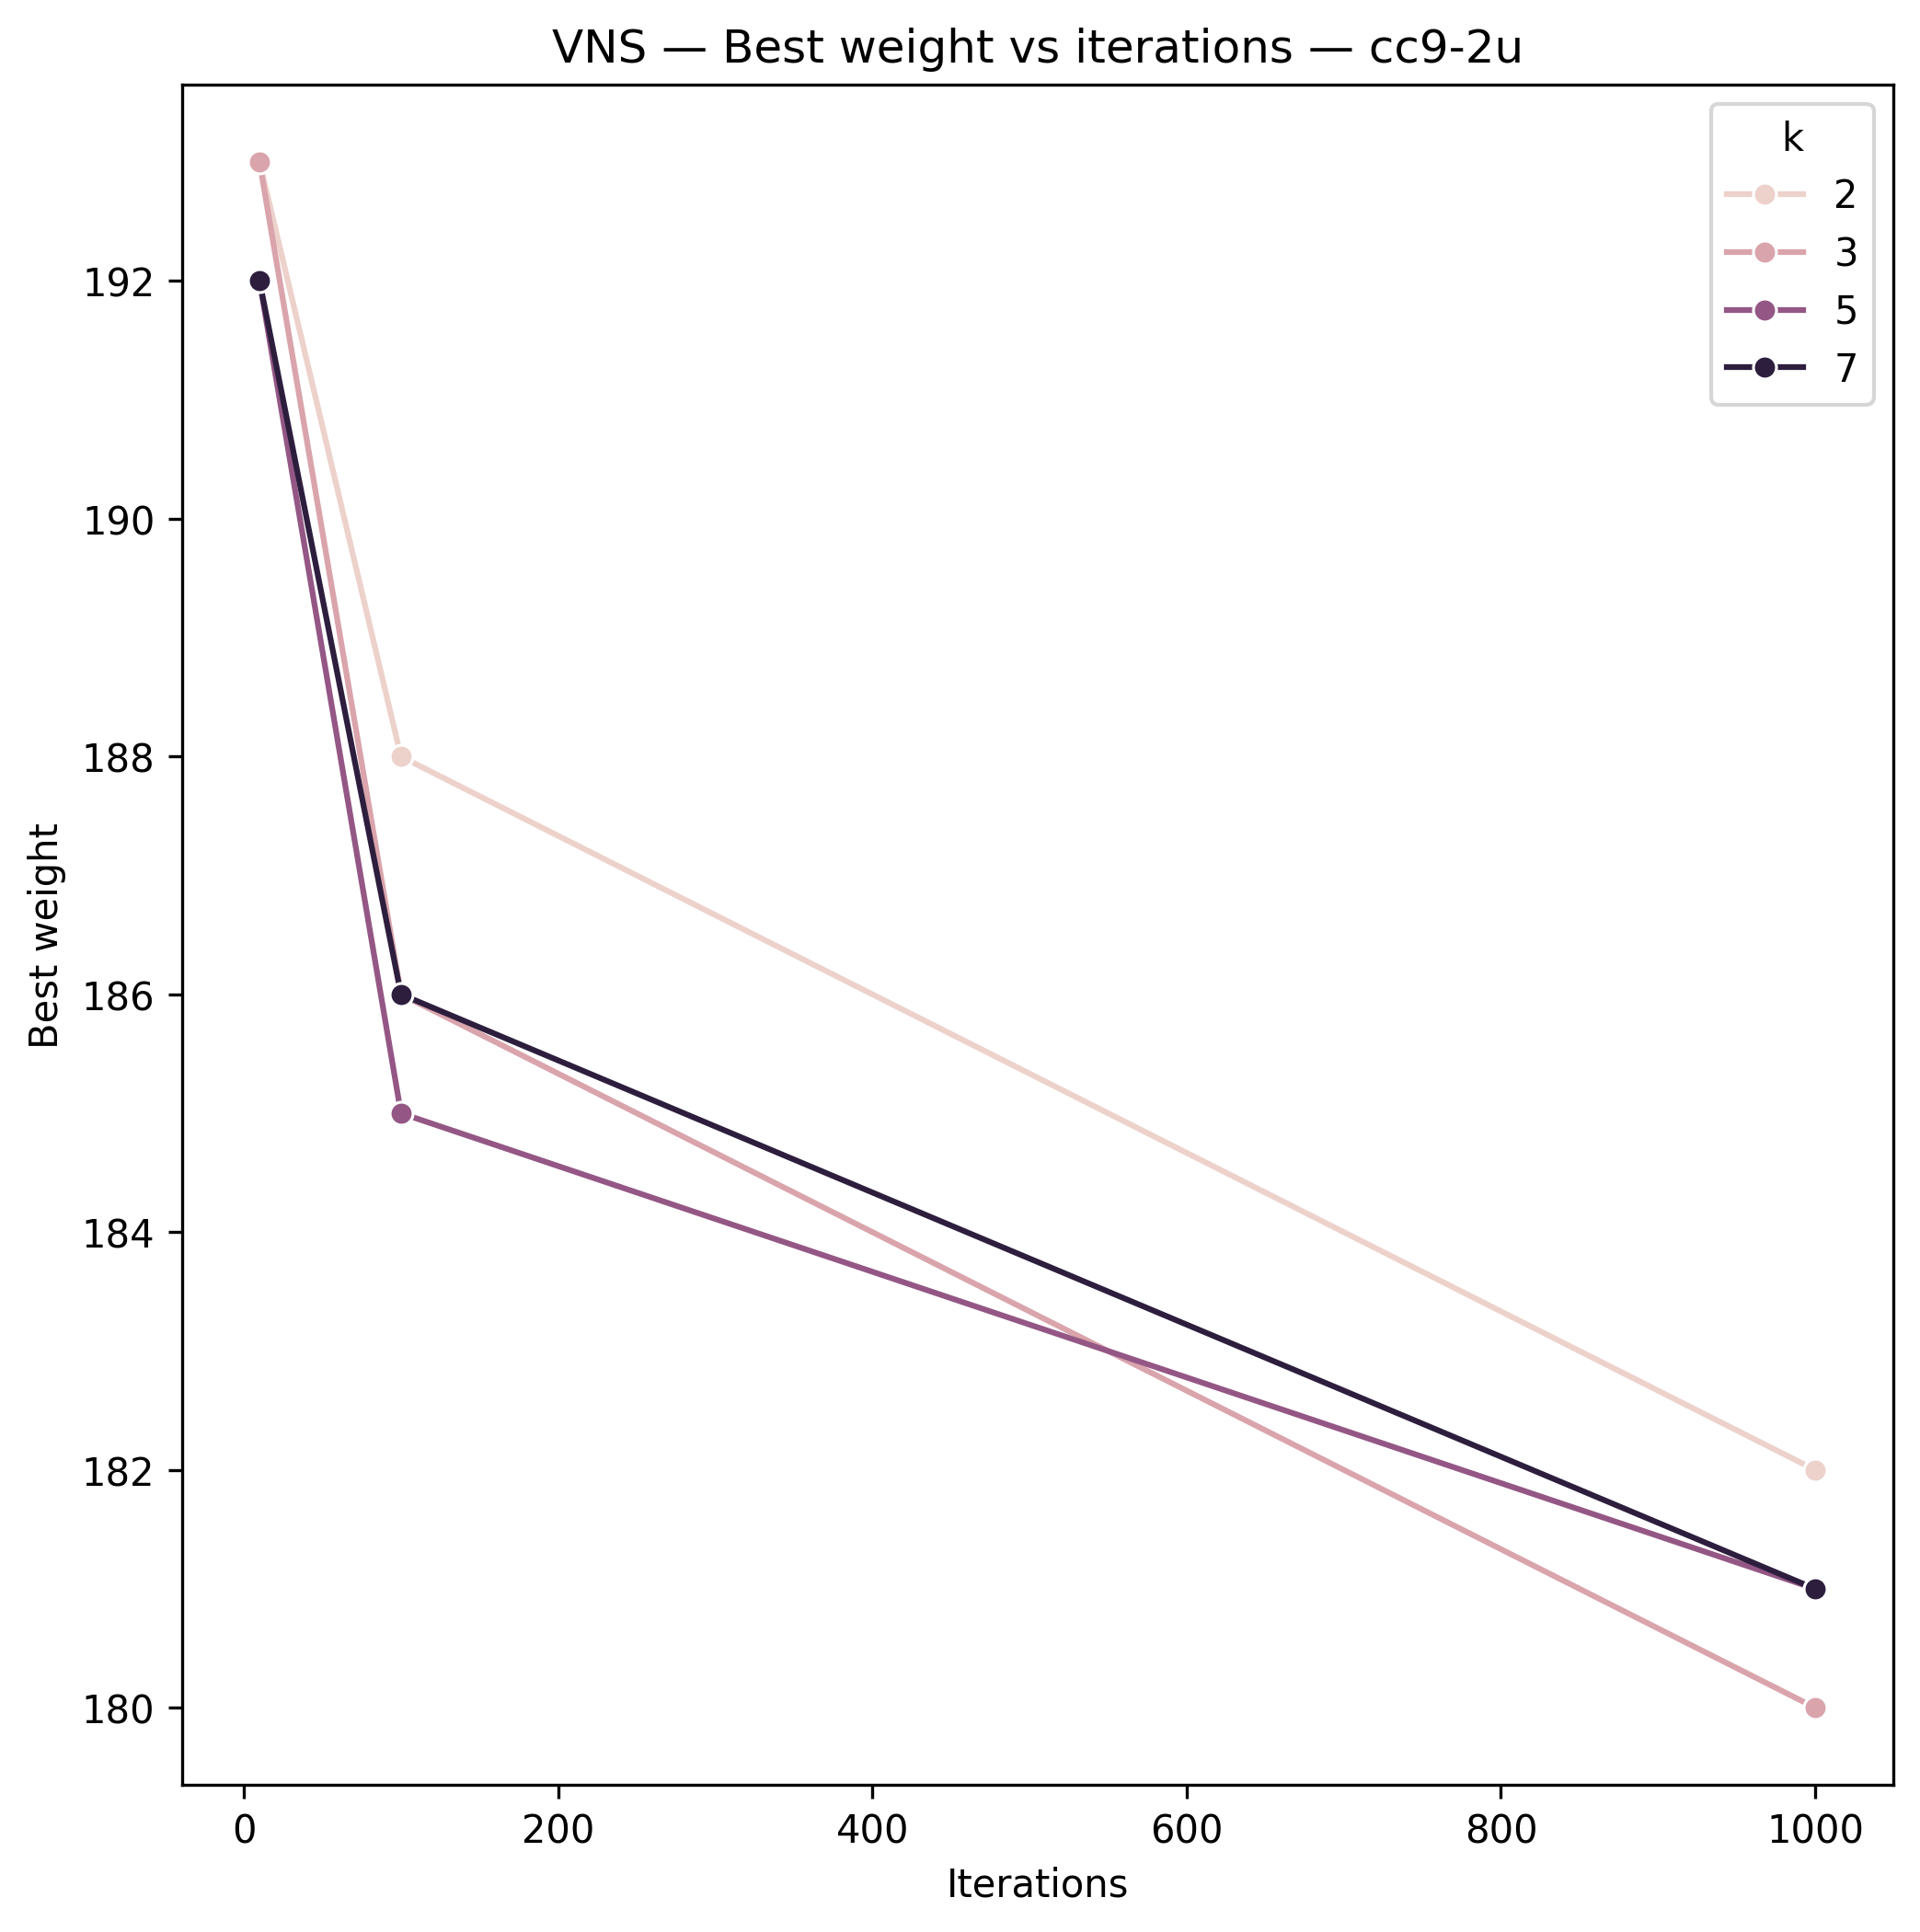 VNS — Best weight vs iterations — cc9-2u
k
2
3
5
7
192
190
188
186
184
182
180
Best weight
0 200 400 600 800 1000
Iterations